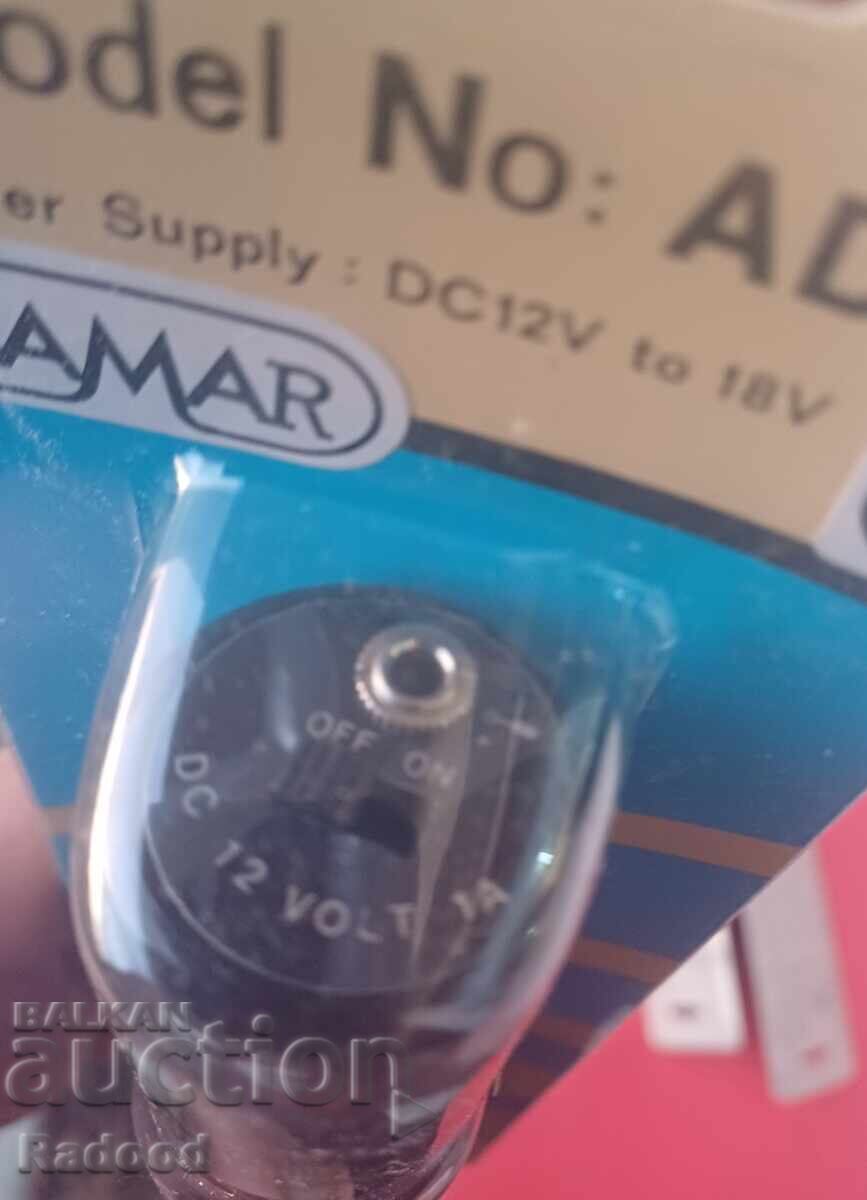 odel No: AD
er Supply : DC12V to 18V
AMAR
OFF ON
DC 12 VOLT 1A
BALKAN
auction
Radood